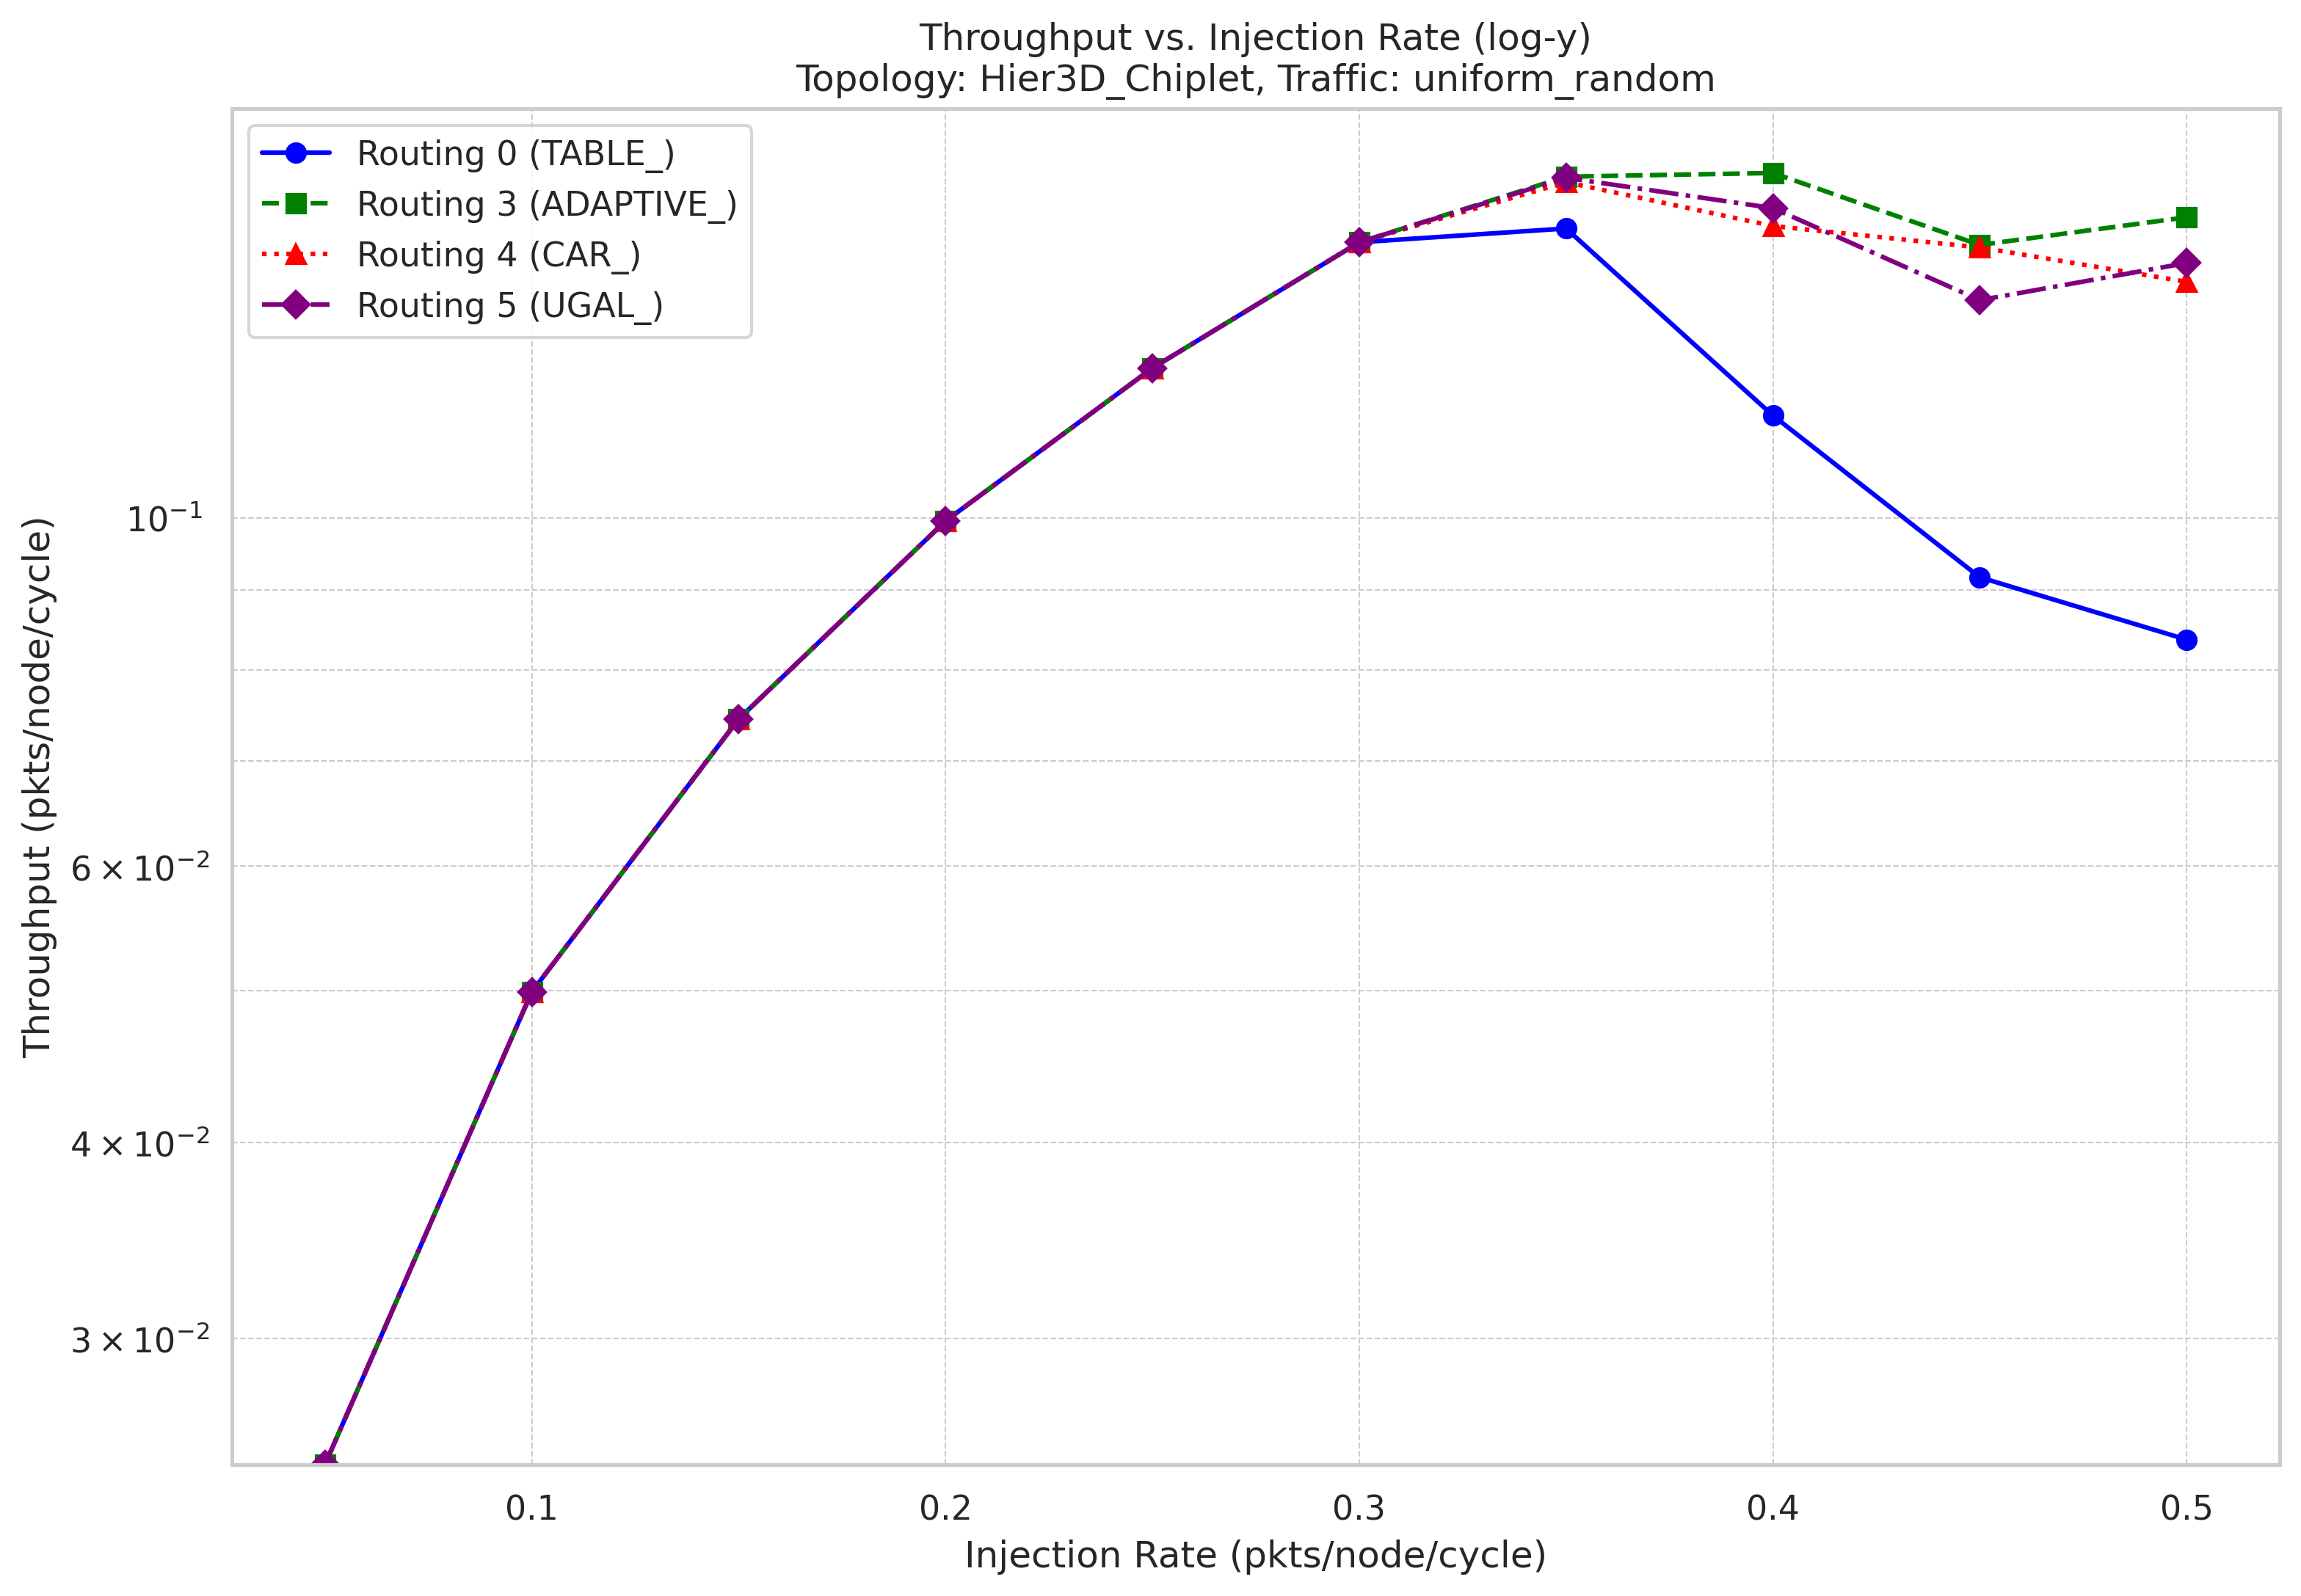 Throughput vs. Injection Rate (log-y)
Topology: Hier3D_Chiplet, Traffic: uniform_random
Routing 0 (TABLE_)
Routing 3 (ADAPTIVE_)
Routing 4 (CAR_)
Routing 5 (UGAL_)
Throughput (pkts/node/cycle)
10⁻¹
6 × 10⁻²
4 × 10⁻²
3 × 10⁻²
0.1 0.2 0.3 0.4 0.5
Injection Rate (pkts/node/cycle)